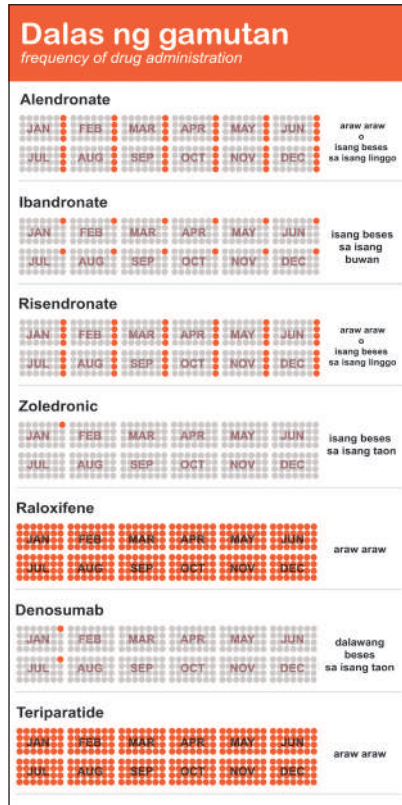 Dalas ng gamutan
frequency of drug administration
Alendronate
JAN FEB MAR APR MAY JUN
JUL AUG SEP OCT NOV DEC
araw araw
o
isang beses
sa isang linggo
Ibandronate
JAN FEB MAR APR MAY JUN
JUL AUG SEP OCT NOV DEC
isang beses
sa isang
buwan
Risendronate
JAN FEB MAR APR MAY JUN
JUL AUG SEP OCT NOV DEC
araw araw
o
isang beses
sa isang linggo
Zoledronic
JAN FEB MAR APR MAY JUN
JUL AUG SEP OCT NOV DEC
isang beses
sa isang taon
Raloxifene
JAN FEB MAR APR MAY JUN
JUL AUG SEP OCT NOV DEC
araw araw
Denosumab
JAN FEB MAR APR MAY JUN
JUL AUG SEP OCT NOV DEC
dalawang
beses
sa isang taon
Teriparatide
JAN FEB MAR APR MAY JUN
JUL AUG SEP OCT NOV DEC
araw araw